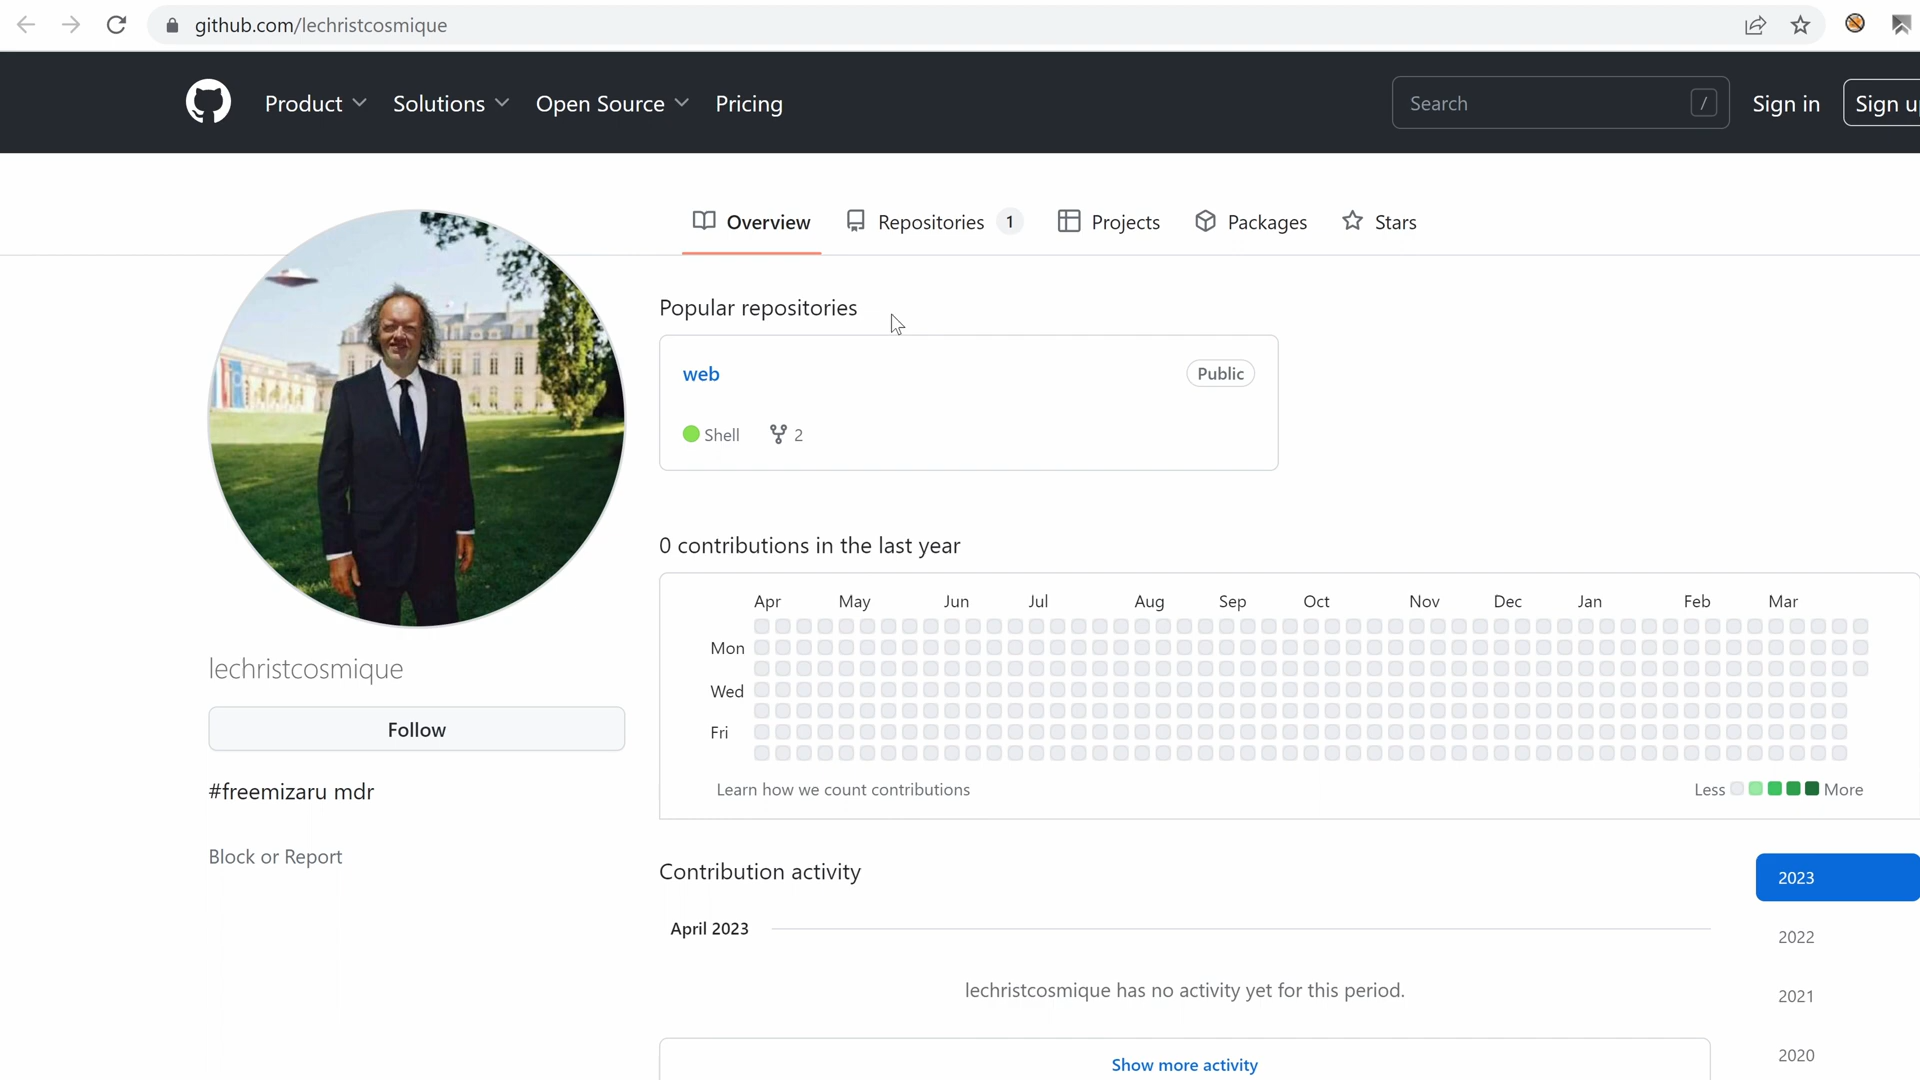 github.com/lechristcosmique
Product Solutions Open Source Pricing Search / Sign in Sign u
Overview Repositories 1 Projects Packages Stars
Popular repositories
web Public
Shell 2
lechristcosmique
Follow
#freemizaru mdr
Block or Report
0 contributions in the last year
Apr May Jun Jul Aug Sep Oct Nov Dec Jan Feb Mar
Mon
Wed
Fri
Learn how we count contributions Less More
Contribution activity
April 2023
lechristcosmique has no activity yet for this period.
Show more activity
2023
2022
2021
2020